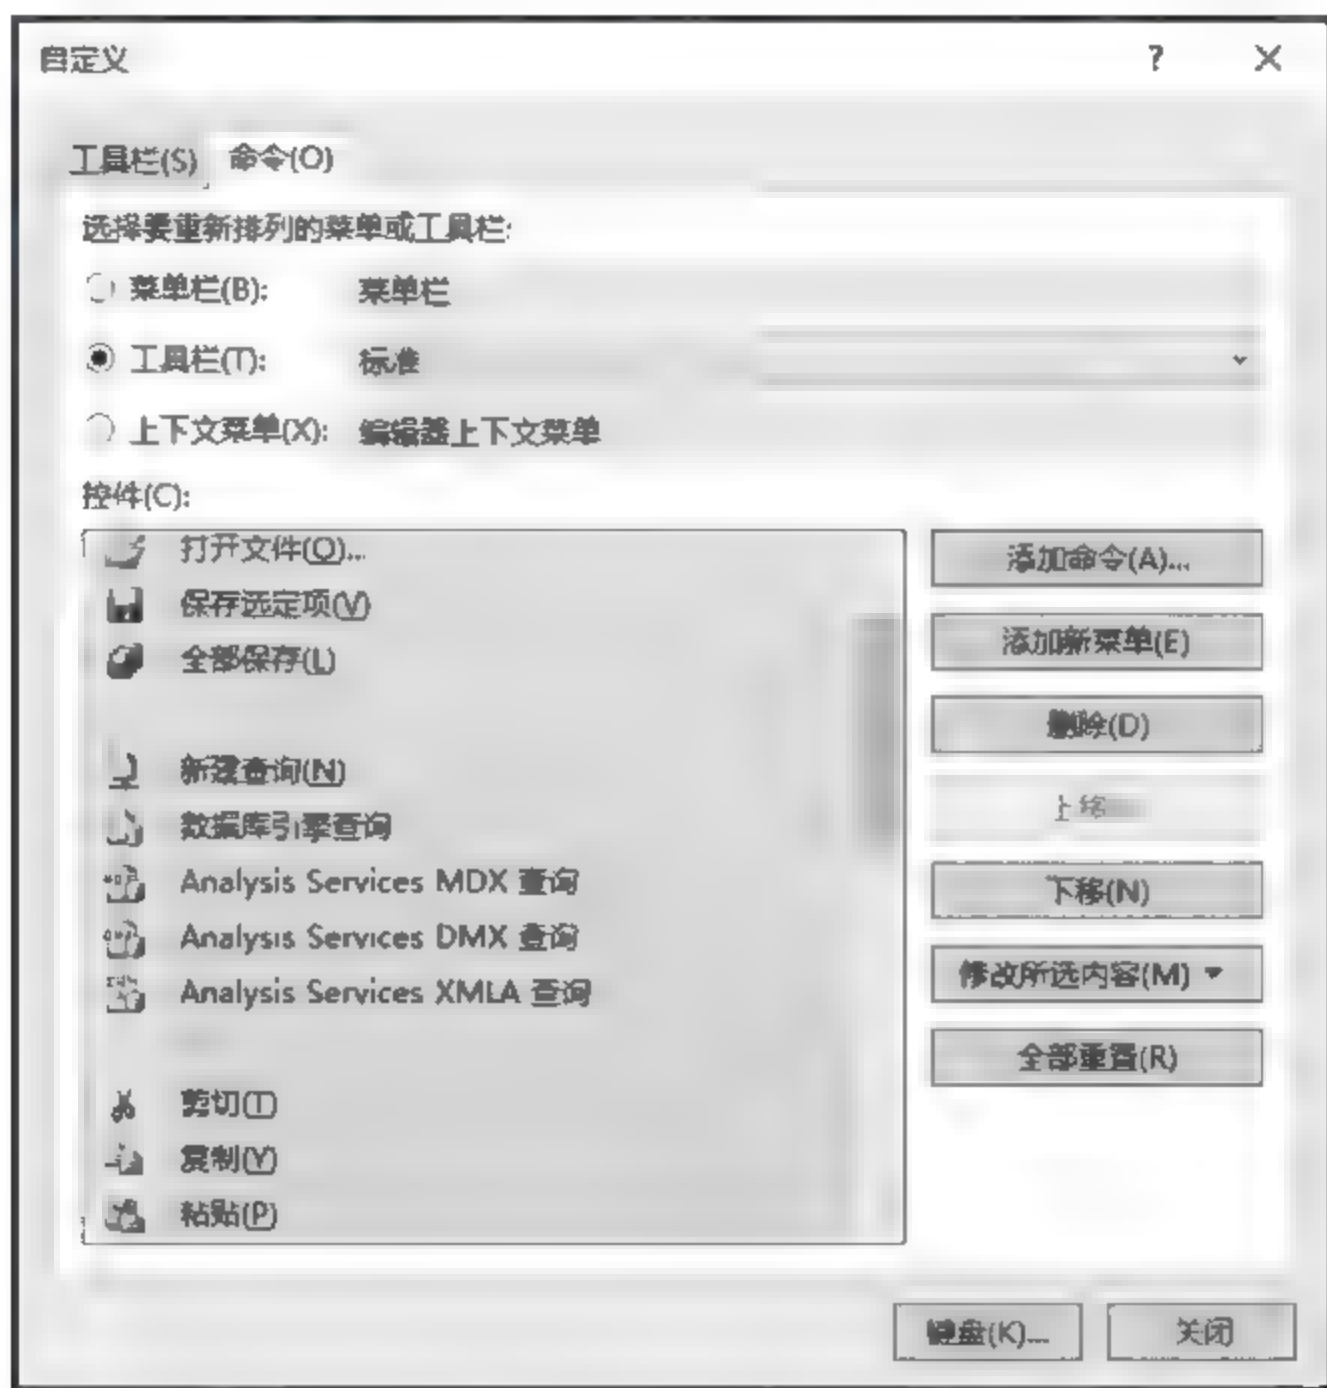 自定义 ? ×
工具栏(S) 命令(O)
选择要重新排列的菜单或工具栏:
菜单栏(B): 菜单栏
工具栏(T): 标准
上下文菜单(X): 编辑器上下文菜单
控件(C):
打开文件(O)...
保存选定项(V)
全部保存(L)
新建查询(N)
数据库引擎查询
Analysis Services MDX 查询
Analysis Services DMX 查询
Analysis Services XMLA 查询
剪切(T)
复制(Y)
粘贴(P)
添加命令(A)...
添加新菜单(E)
删除(D)
上移
下移(N)
修改所选内容(M)
全部重置(R)
键盘(K)...
关闭